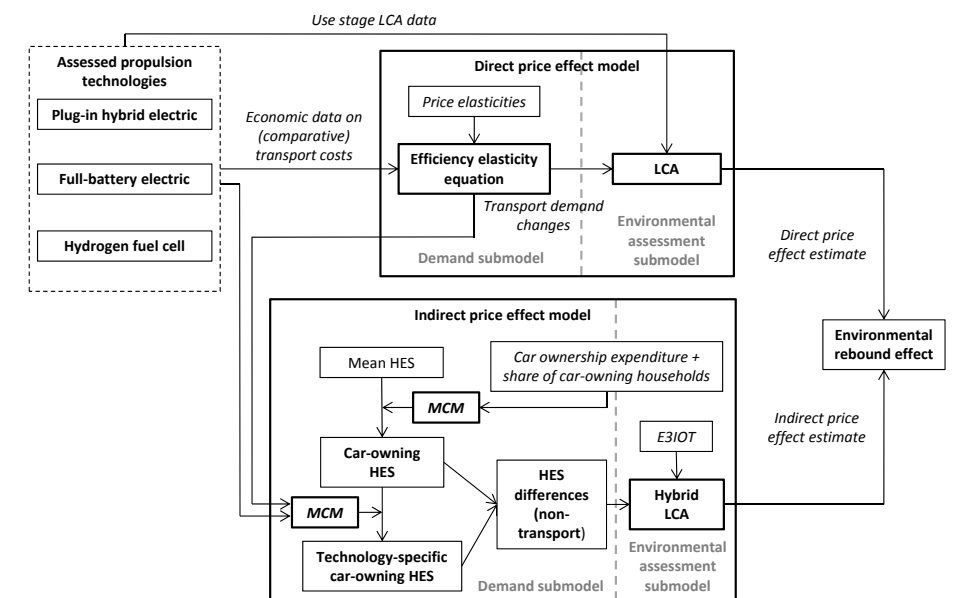 Use stage LCA data
Assessed propulsion
technologies
Plug-in hybrid electric
Full-battery electric
Hydrogen fuel cell
Economic data on
(comparative)
transport costs
Direct price effect model
Price elasticities
Efficiency elasticity
equation
LCA
Transport demand
changes
Demand submodel
Environmental
assessment
submodel
Direct price
effect estimate
Environmental
rebound effect
Indirect price
effect estimate
Indirect price effect model
Mean HES
Car ownership expenditure +
share of car-owning households
MCM
Car-owning
HES
MCM
Technology-specific
car-owning HES
HES
differences
(non-
transport)
E3IOT
Hybrid
LCA
Demand submodel
Environmental
assessment
submodel